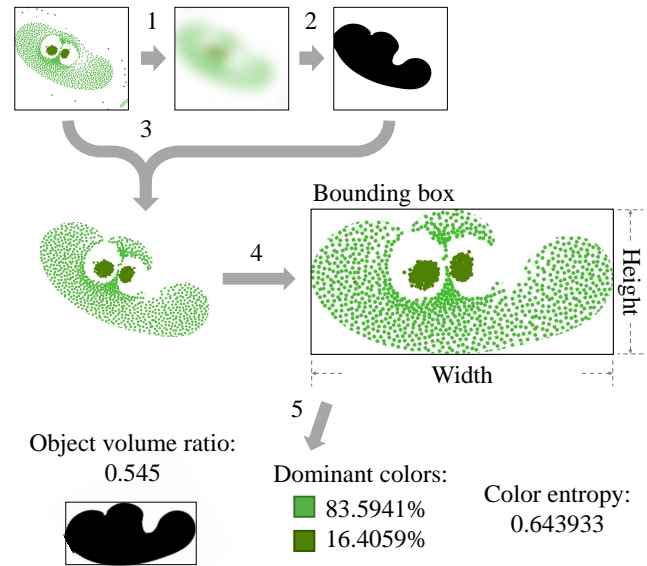 1
2
3
Bounding box
4
Height
Width
5
Object volume ratio:
0.545
Dominant colors:
83.5941%
16.4059%
Color entropy:
0.643933